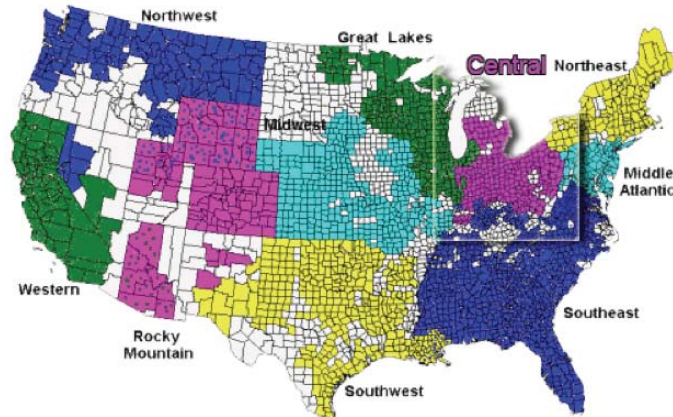 Northwest
Great Lakes
Central
Northeast
Midwest
Middle
Atlantic
Western
Rocky
Mountain
Southeast
Southwest